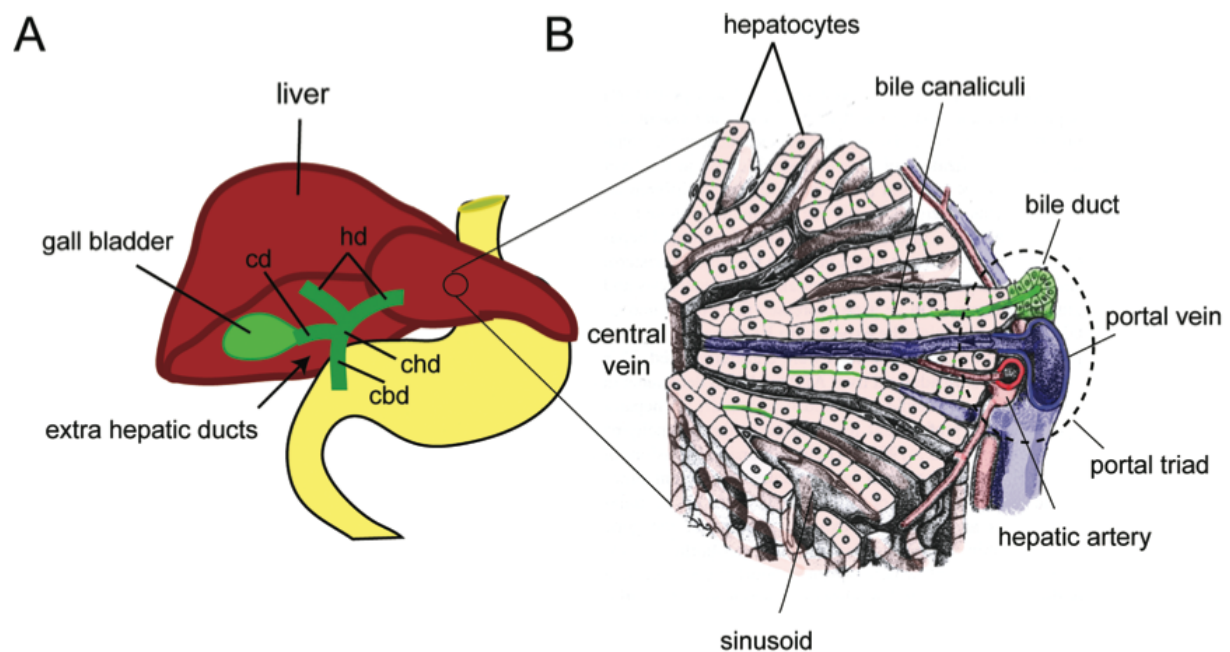 A
liver
gall bladder
cd
hd
chd
cbd
extra hepatic ducts
B
hepatocytes
bile canaliculi
bile duct
portal vein
central
vein
portal triad
hepatic artery
sinusoid